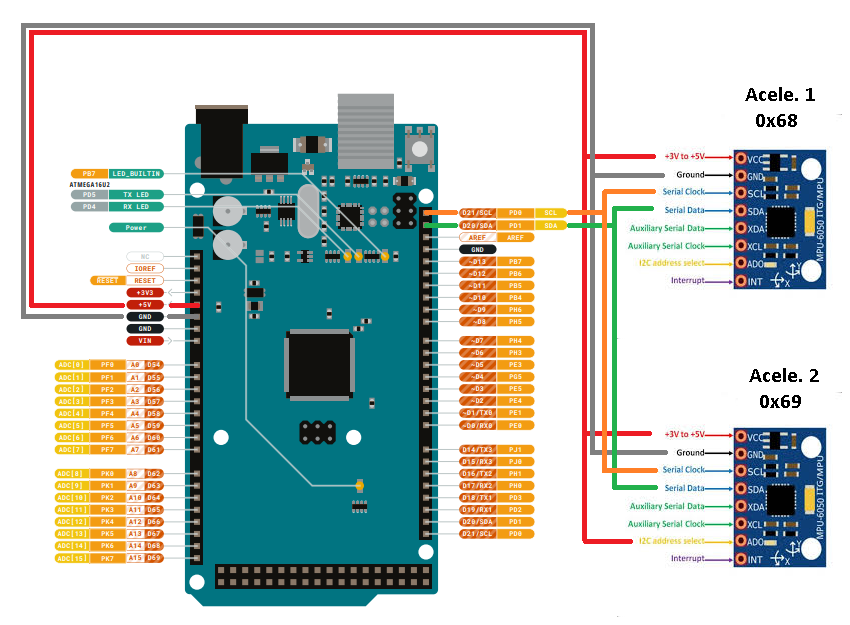 Acele. 1
0x68
+3V to +5V VCC
Ground GND
Serial Clock SCL
Serial Data SDA
Auxiliary Serial Data XDA
Auxiliary Serial Clock XCL
I2C address select ADO
Interrupt INT
MPU-6050 ITG/MPU
X
Y
PB7 LED_BUILTIN
ATMEGA16U2
PD5 TX LED
PD4 RX LED
Power
NC
IOREF
RESET RESET
+3V3
+5V
GND
GND
VIN
ADC[0] PF0 A0 D54
ADC[1] PF1 A1 D55
ADC[2] PF2 A2 D56
ADC[3] PF3 A3 D57
ADC[4] PF4 A4 D58
ADC[5] PF5 A5 D59
ADC[6] PF6 A6 D60
ADC[7] PF7 A7 D61
ADC[8] PK0 A8 D62
ADC[9] PK1 A9 D63
ADC[10] PK2 A10 D64
ADC[11] PK3 A11 D65
ADC[12] PK4 A12 D66
ADC[13] PK5 A13 D67
ADC[14] PK6 A14 D68
ADC[15] PK7 A15 D69
D21/SCL PD0 SCL
D20/SDA PD1 SDA
AREF AREF
GND
~D13 PB7
~D12 PB6
~D11 PB5
~D10 PB4
~D9 PH6
~D8 PH5
~D7 PH4
~D6 PH3
~D5 PE3
~D4 PG5
~D3 PE5
~D2 PE4
~D1/TX0 PE1
~D0/RX0 PE0
D14/TX3 PJ1
D15/RX3 PJ0
D16/TX2 PH1
D17/RX2 PH0
D18/TX1 PD3
D19/RX1 PD2
D20/SDA PD1
D21/SCL PD0
Acele. 2
0x69
+3V to +5V VCC
Ground GND
Serial Clock SCL
Serial Data SDA
Auxiliary Serial Data XDA
Auxiliary Serial Clock XCL
I2C address select ADO
Interrupt INT
MPU-6050 ITG/MPU
X
Y